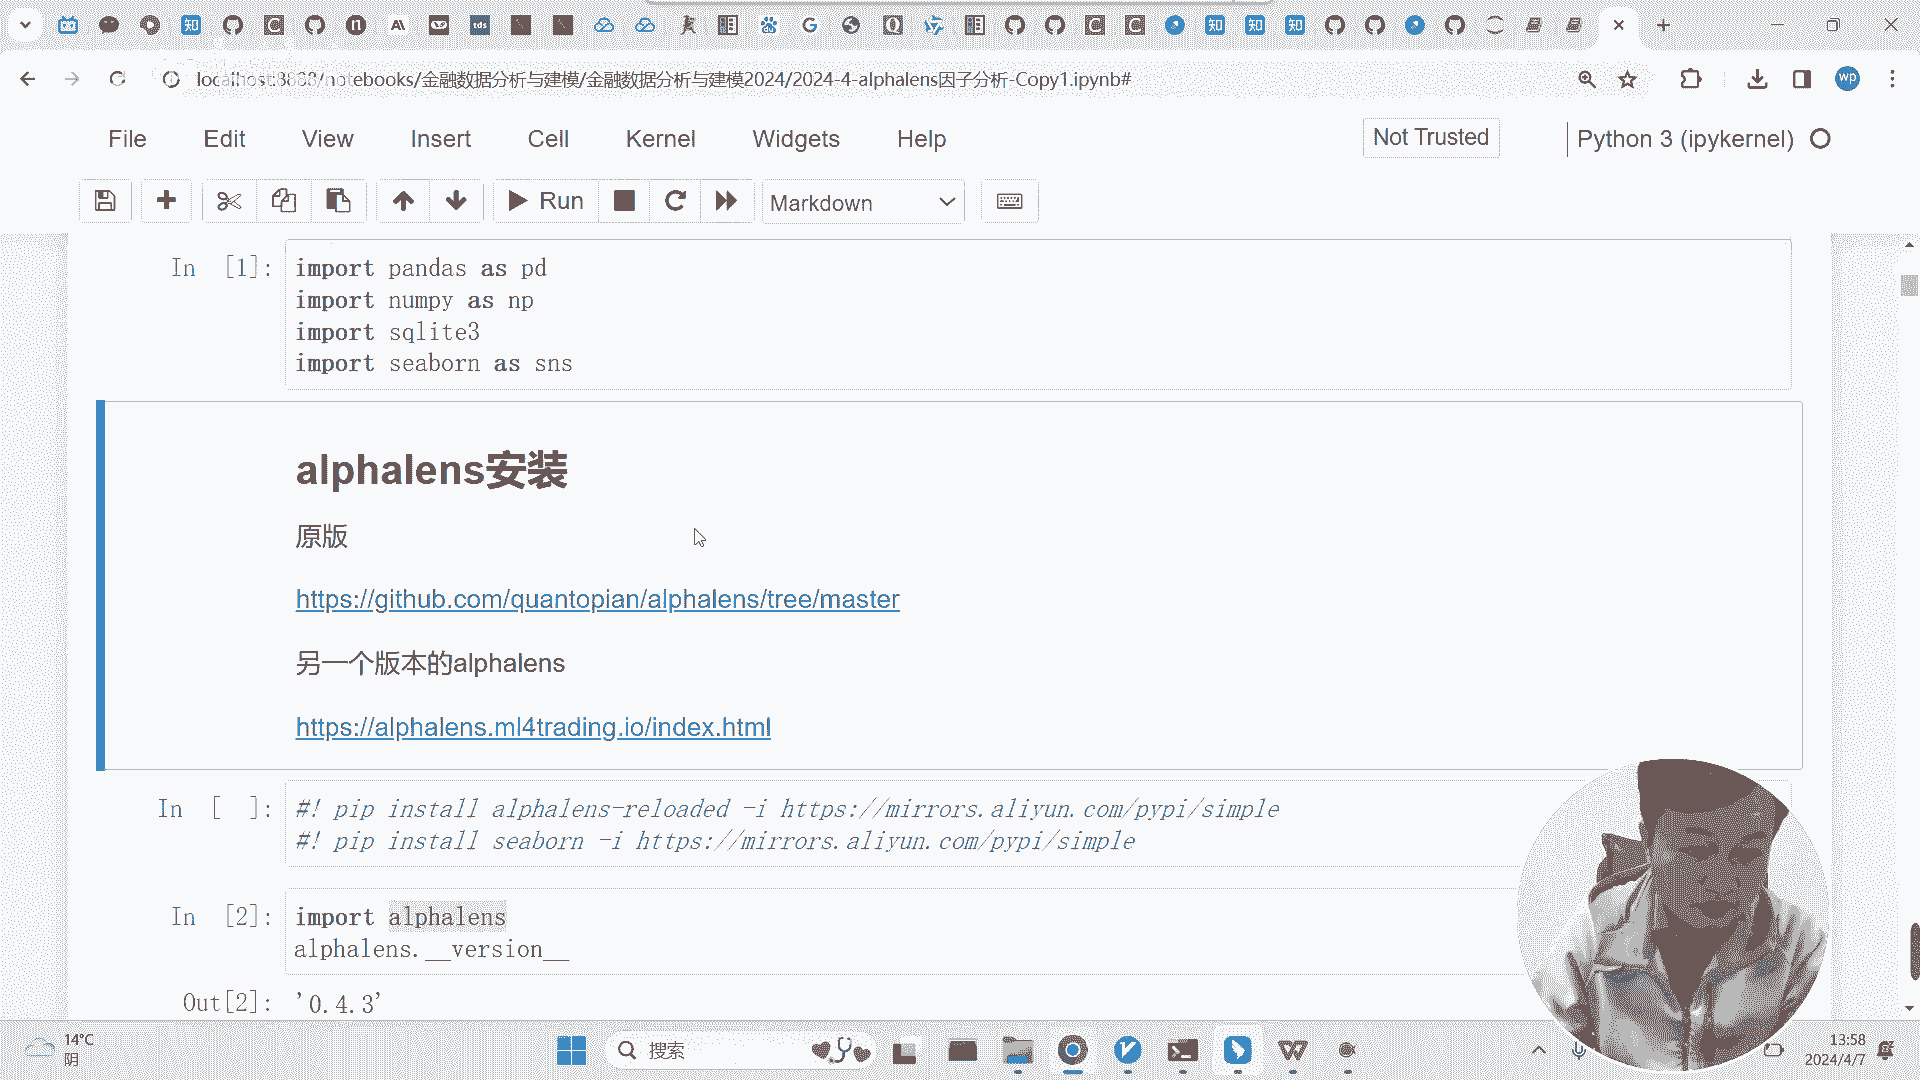 localhost:8888/notebooks/金融数据分析与建模/金融数据分析与建模2024/2024-4-alphalens因子分析-Copy1.ipynb#
wp
File Edit View Insert Cell Kernel Widgets Help
Not Trusted
Python 3 (ipykernel)
Run
Markdown
In [1]:
import pandas as pd
import numpy as np
import sqlite3
import seaborn as sns
alphalens安装
原版
https://github.com/quantopian/alphalens/tree/master
另一个版本的alphalens
https://alphalens.ml4trading.io/index.html
In [ ]:
#! pip install alphalens-reloaded -i https://mirrors.aliyun.com/pypi/simple
#! pip install seaborn -i https://mirrors.aliyun.com/pypi/simple
In [2]:
import alphalens
alphalens.__version__
Out[2]: '0.4.3'
14°C
阴
搜索
13:58
2024/4/7